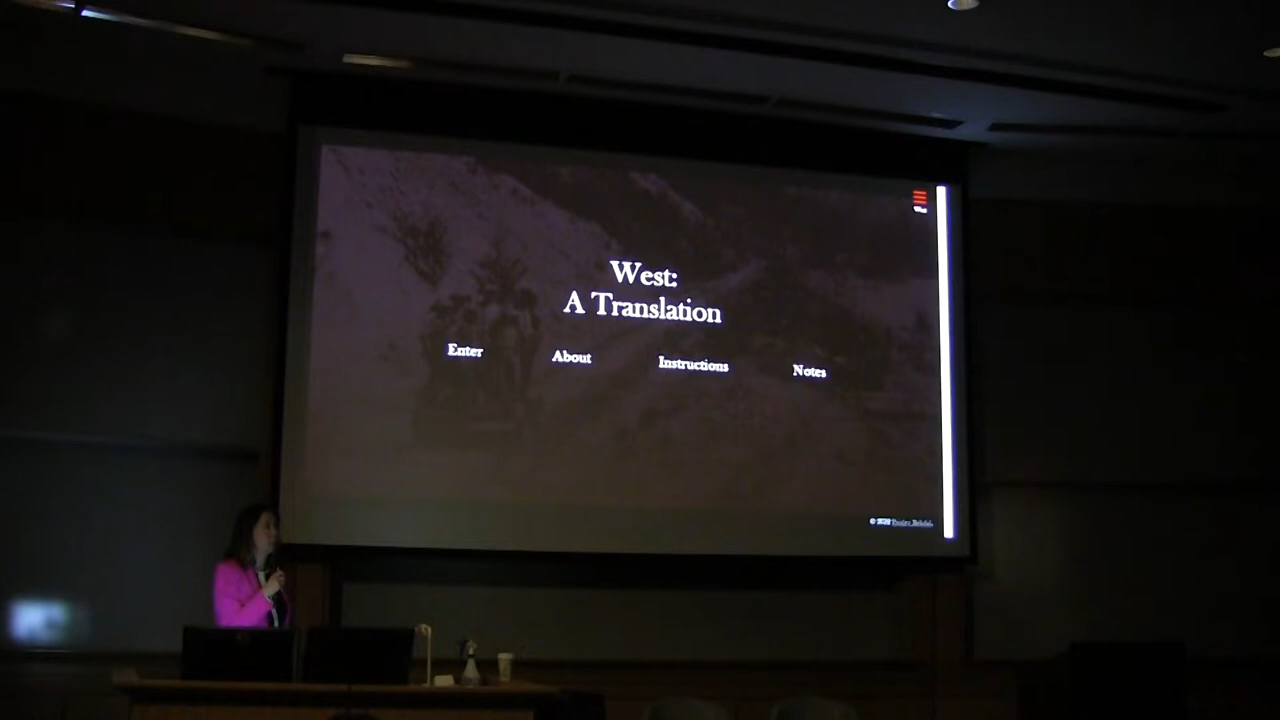 West:
A Translation
Enter
About
Instructions
Notes